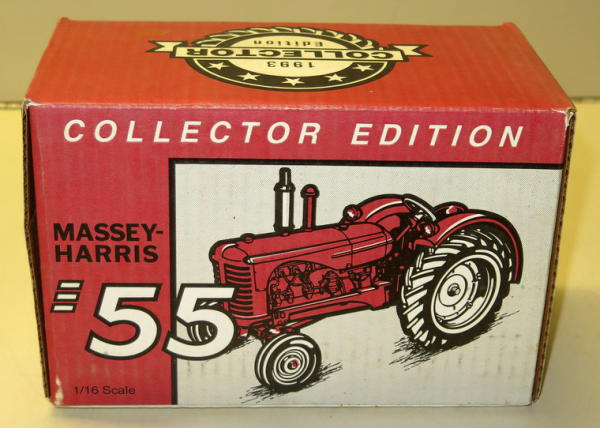 1993
COLLECTOR
Edition
COLLECTOR EDITION
MASSEY-
HARRIS
55
1/16 Scale